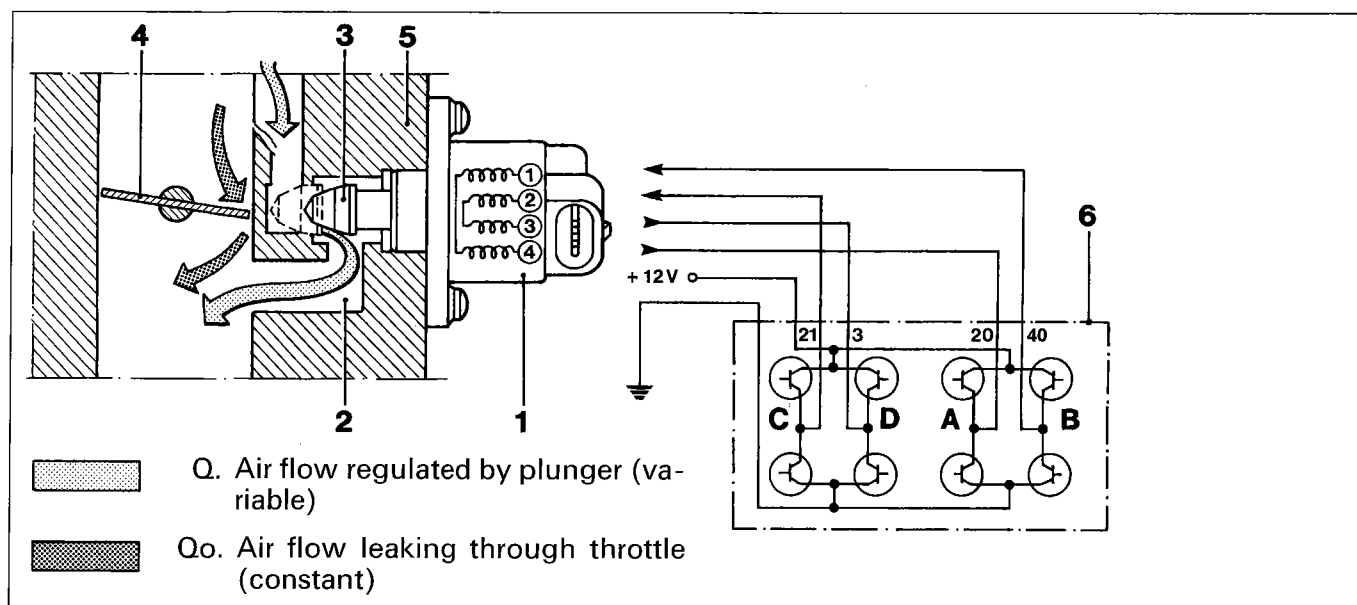 4 3 5
1
2
3
4
6
+ 12V
21 3 20 40
C D A B
2 1
Q. Air flow regulated by plunger (va-
riable)
Qo. Air flow leaking through throttle
(constant)